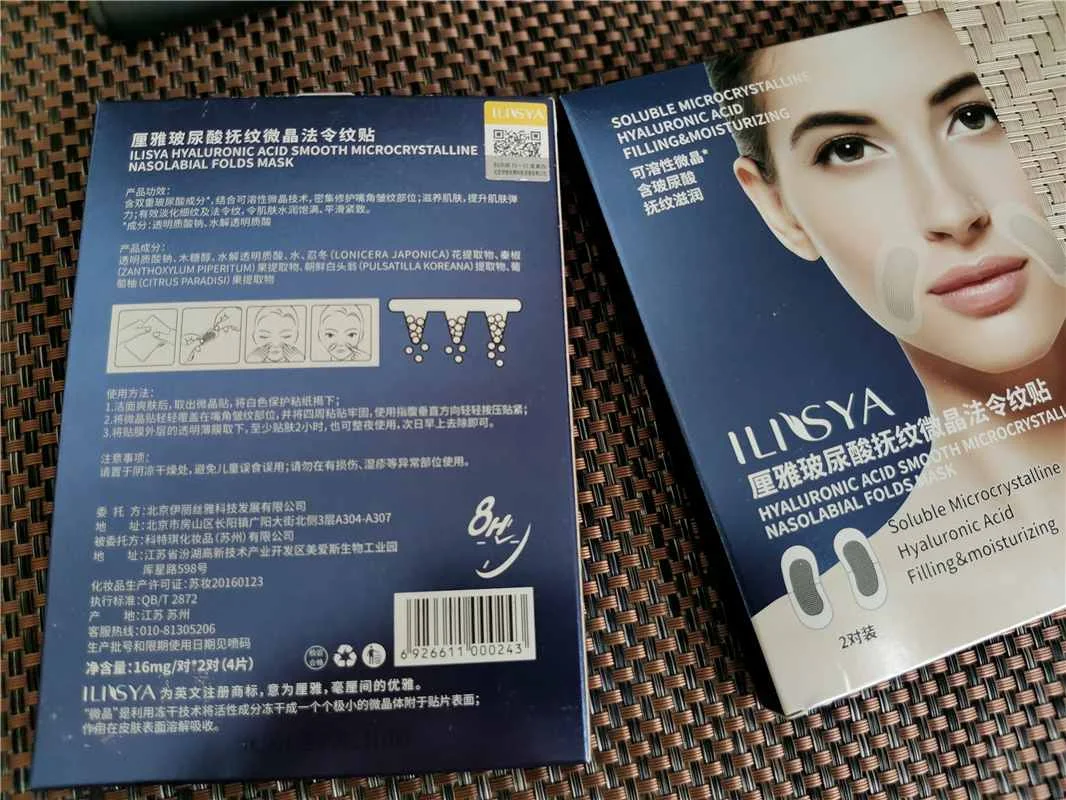 厘雅玻尿酸抚纹微晶法令纹贴
ILISYA HYALURONIC ACID SMOOTH MICROCRYSTALLINE
NASOLABIAL FOLDS MASK
ILISYA
产品功效：
含双重玻尿酸成分*，结合可溶性微晶技术，密集修护嘴角皱纹部位；滋养肌肤，提升肌肤弹
力；有效淡化细纹及法令纹，令肌肤水润饱满，平滑紧致。
*成分：透明质酸钠、水解透明质酸
产品成分：
透明质酸钠、木糖醇、水解透明质酸、水、忍冬（LONICERA JAPONICA）花提取物、秦椒
（ZANTHOXYLUM PIPERITUM）果提取物、朝鲜白头翁（PULSATILLA KOREANA）提取物、葡
萄柚（CITRUS PARADISI）果提取物
使用方法：
1.洁面爽肤后，取出微晶贴，将白色保护粘纸揭下；
2.将微晶贴轻轻覆盖在嘴角皱纹部位，并将四周粘贴牢固，使用指腹垂直方向轻轻按压贴紧；
3.将贴膜外层的透明薄膜取下，至少贴肤2小时，也可整夜使用，次日早上去除即可。
注意事项：
请置于阴凉干燥处，避免儿童误食误用；请勿在有损伤、湿疹等异常部位使用。
委 托 方：北京伊丽丝雅科技发展有限公司
地 址：北京市房山区长阳镇广阳大街北侧3层A304-A307
被委托方：科特琪化妆品（苏州）有限公司
地 址：江苏省汾湖高新技术产业开发区美爱斯生物工业园
厍星路598号
化妆品生产许可证：苏妆20160123
执行标准：QB/T 2872
产 地：江苏 苏州
客服热线：010-81305206
生产批号和限期使用日期见喷码
净含量：16mg/对*2对（4片）
8H
6 926611 000243
ILISYA 为英文注册商标，意为厘雅，毫厘间的优雅。
“微晶”是利用冻干技术将活性成分冻干成一个个极小的微晶体附于贴片表面；
作用在皮肤表面溶解吸收。
SOLUBLE MICROCRYSTALLINE
HYALURONIC ACID
FILLING&MOISTURIZING
可溶性微晶*
含玻尿酸
抚纹滋润
ILISYA
厘雅玻尿酸抚纹微晶法令纹贴
HYALURONIC ACID SMOOTH MICROCRYSTALL
NASOLABIAL FOLDS MASK
Soluble Microcrystalline
Hyaluronic Acid
Filling&moisturizing
2对装